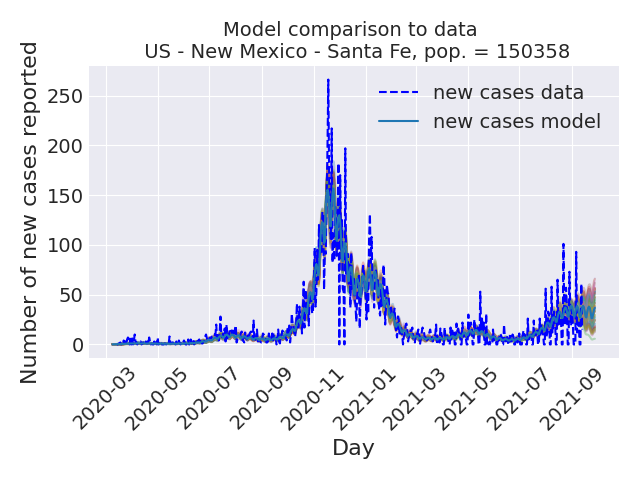 Model comparison to data
US - New Mexico - Santa Fe, pop. = 150358
Number of new cases reported
250
200
150
100
50
0
new cases data
new cases model
2020-03
2020-05
2020-07
2020-09
2020-11
2021-01
2021-03
2021-05
2021-07
2021-09
Day